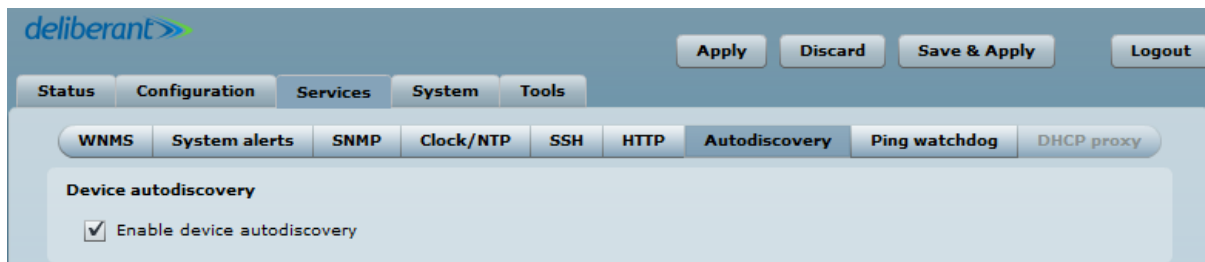 deliberant
Apply Discard Save & Apply Logout
Status Configuration Services System Tools
WNMS System alerts SNMP Clock/NTP SSH HTTP Autodiscovery Ping watchdog DHCP proxy
Device autodiscovery
Enable device autodiscovery